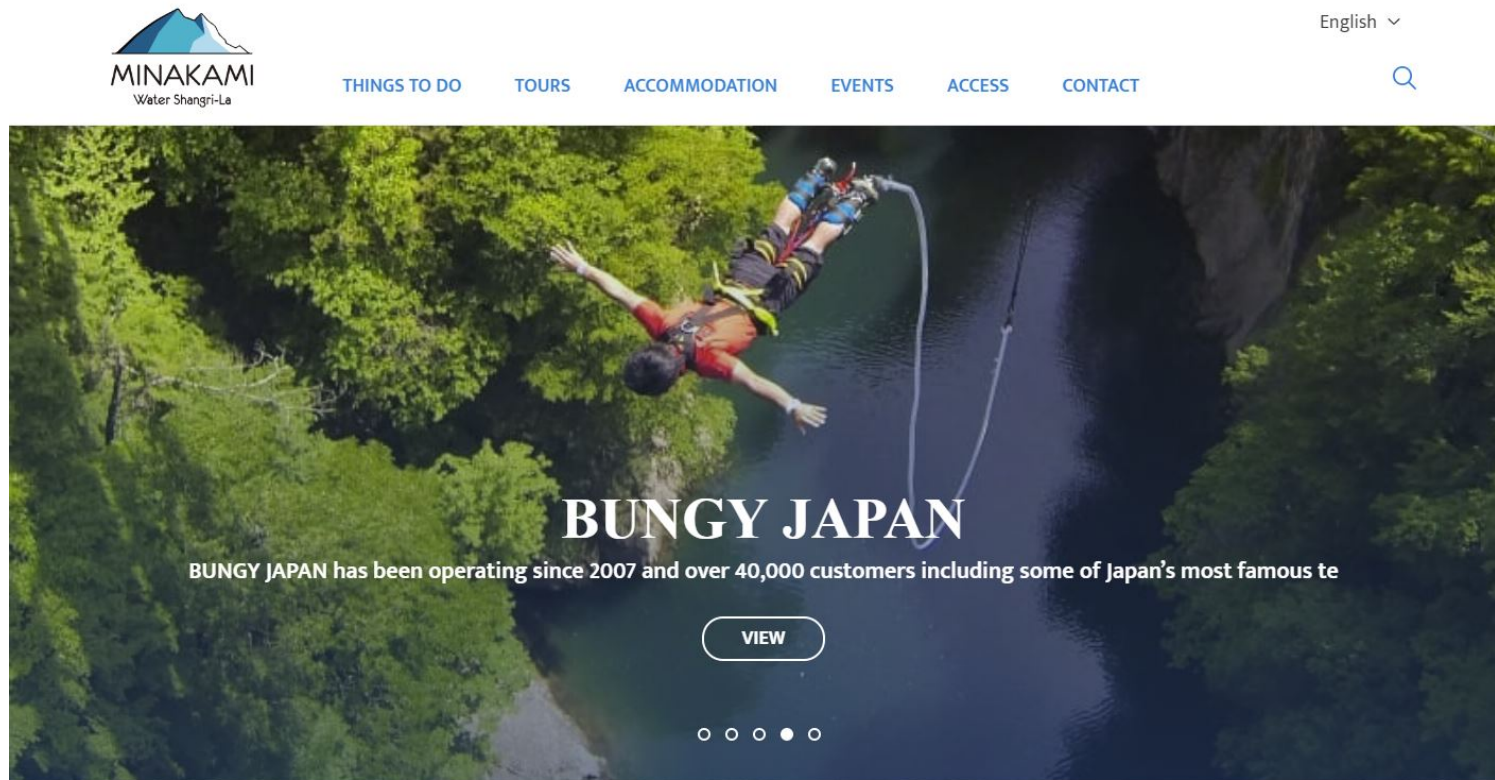 English
MINAKAMI
Water Shangri-La
THINGS TO DO TOURS ACCOMMODATION EVENTS ACCESS CONTACT
BUNGY JAPAN
BUNGY JAPAN has been operating since 2007 and over 40,000 customers including some of Japan’s most famous te
VIEW